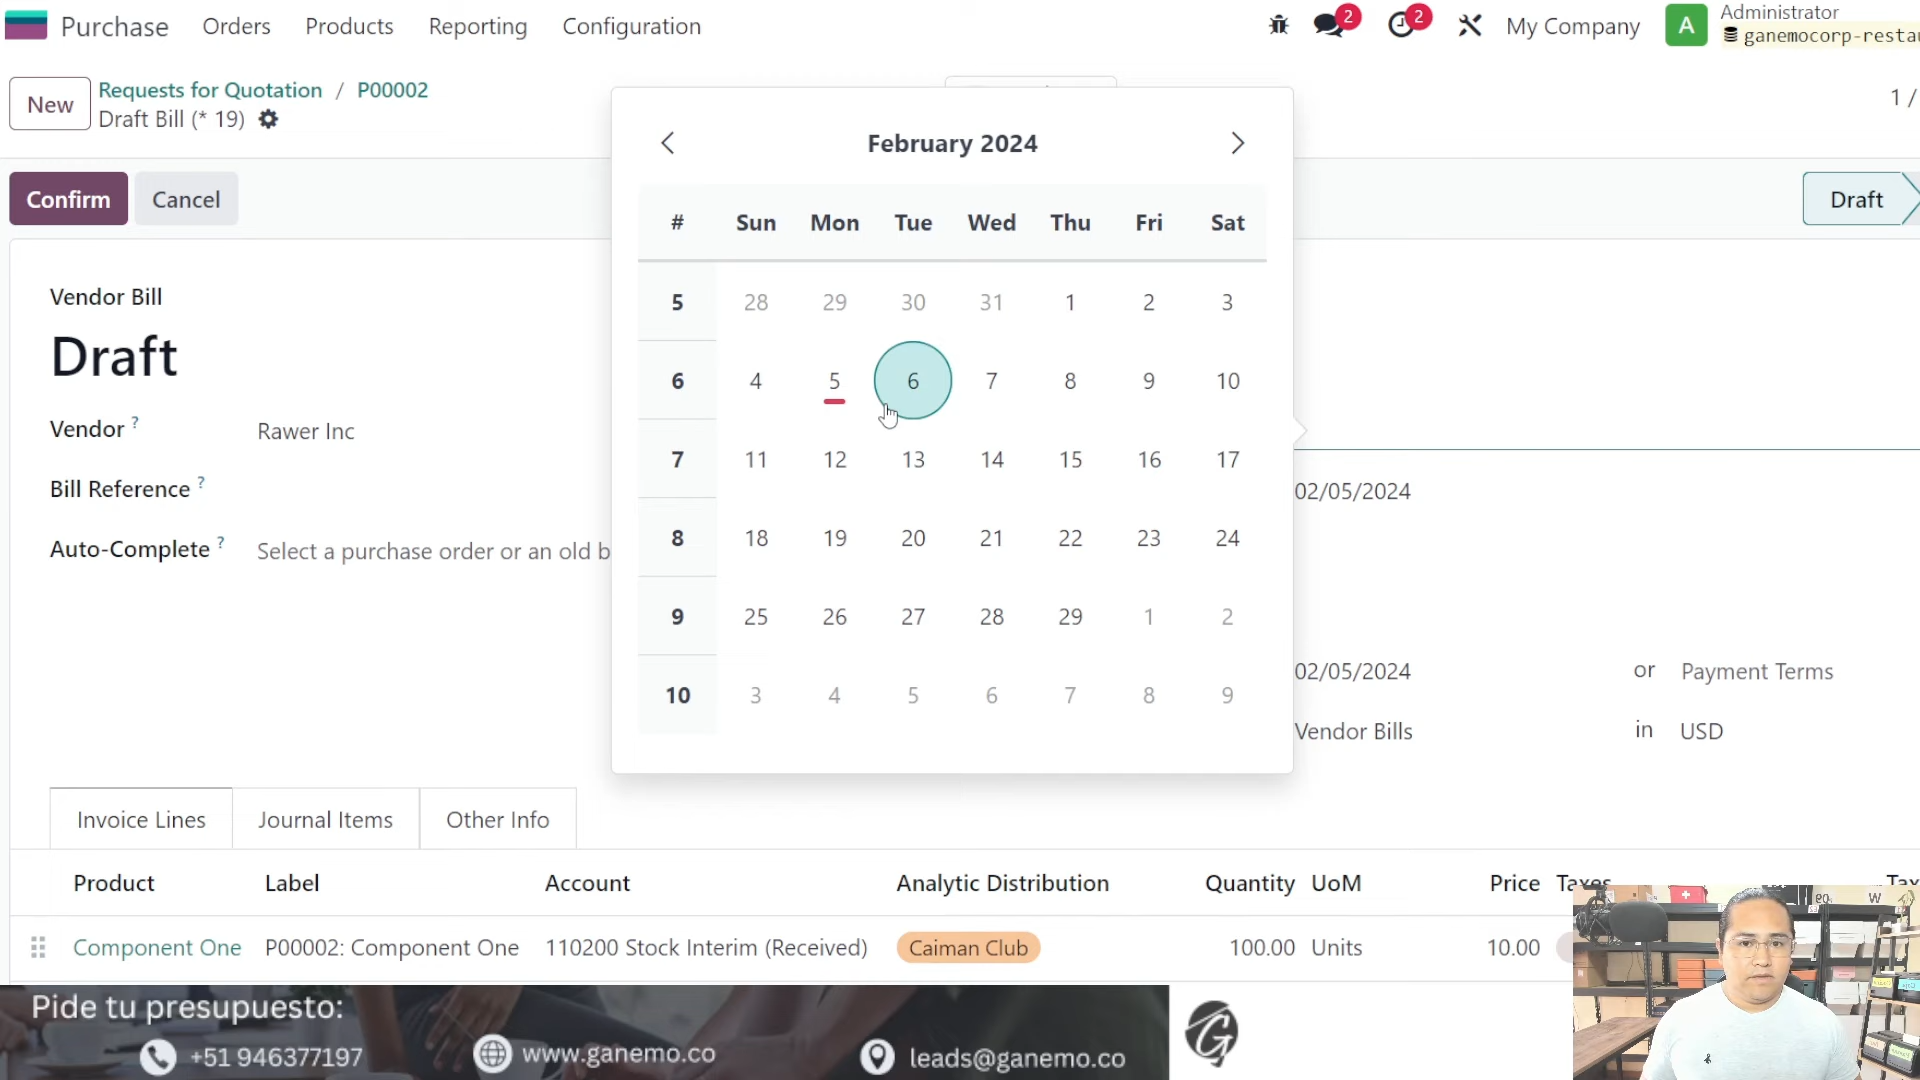 Purchase Orders Products Reporting Configuration 2 2 My Company A Administrator
ganemocorp-restau
New Requests for Quotation / P00002 1 /
Draft Bill (* 19)
Confirm Cancel Draft
February 2024
# Sun Mon Tue Wed Thu Fri Sat
5 28 29 30 31 1 2 3
6 4 5 6 7 8 9 10
7 11 12 13 14 15 16 17
8 18 19 20 21 22 23 24
9 25 26 27 28 29 1 2
10 3 4 5 6 7 8 9
Vendor Bill
Draft
Vendor ? Rawer Inc
Bill Reference ? 02/05/2024
Auto-Complete ? Select a purchase order or an old b
02/05/2024 or Payment Terms
Vendor Bills in USD
Invoice Lines Journal Items Other Info
Product Label Account Analytic Distribution Quantity UoM Price Taxes Tax
Component One P00002: Component One 110200 Stock Interim (Received) Caiman Club 100.00 Units 10.00
Pide tu presupuesto:
+51 946377197 www.ganemo.co leads@ganemo.co G